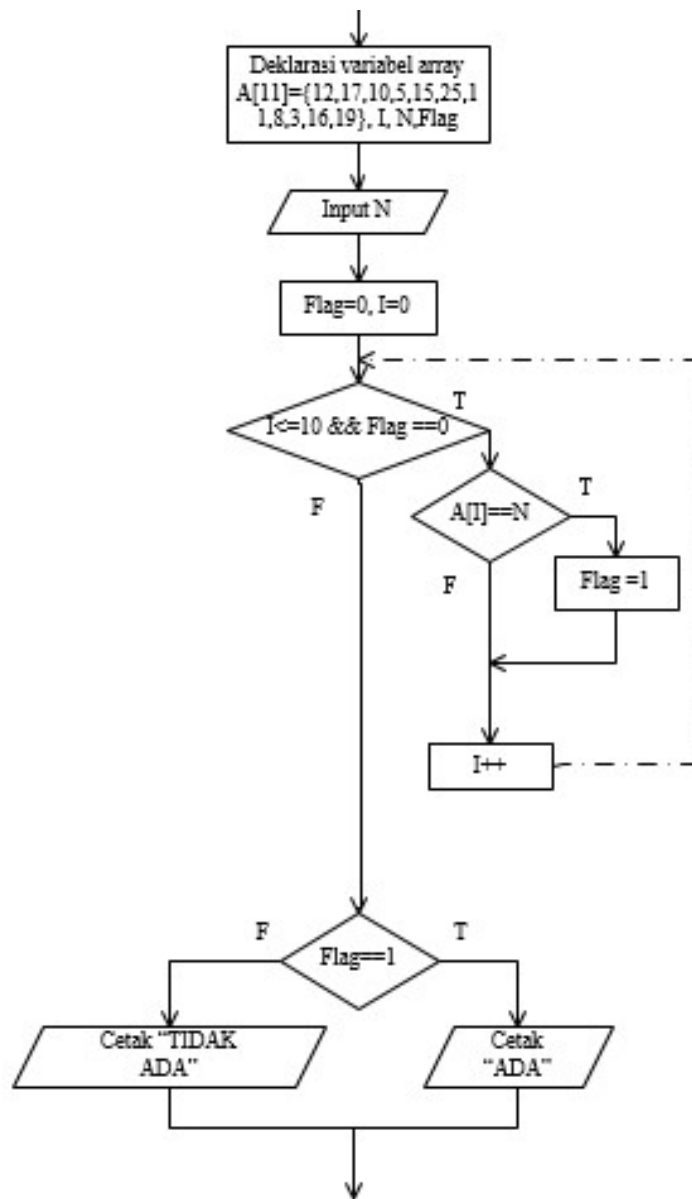 Deklarasi variabel array
A[11]={12,17,10,5,15,25,1
1,8,3,16,19}, I, N,Flag
Input N
Flag=0, I=0
I<=10 && Flag ==0
T
F
A[I]==N
T
F
Flag =1
I++
Flag==1
F
T
Cetak “TIDAK
ADA”
Cetak
“ADA”